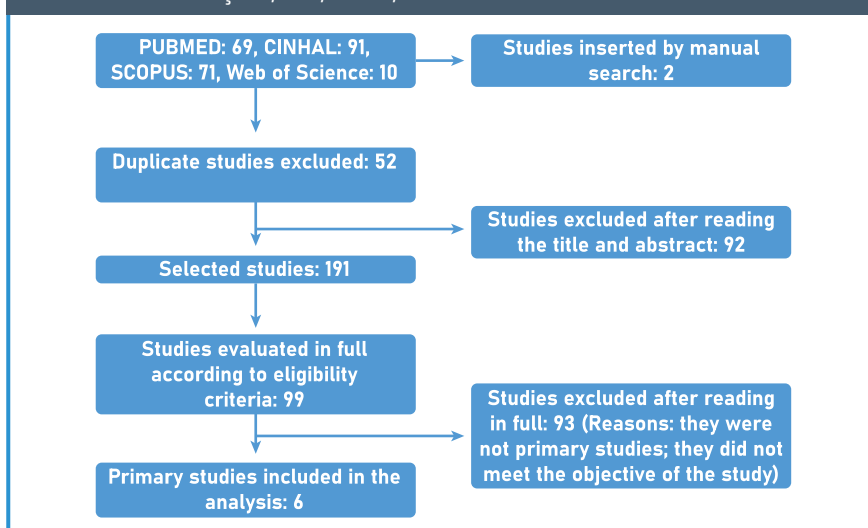 PUBMED: 69, CINHAL: 91,
SCOPUS: 71, Web of Science: 10
Studies inserted by manual
search: 2
Duplicate studies excluded: 52
Studies excluded after reading
the title and abstract: 92
Selected studies: 191
Studies evaluated in full
according to eligibility
criteria: 99
Studies excluded after reading
in full: 93 (Reasons: they were
not primary studies; they did not
meet the objective of the study)
Primary studies included in the
analysis: 6